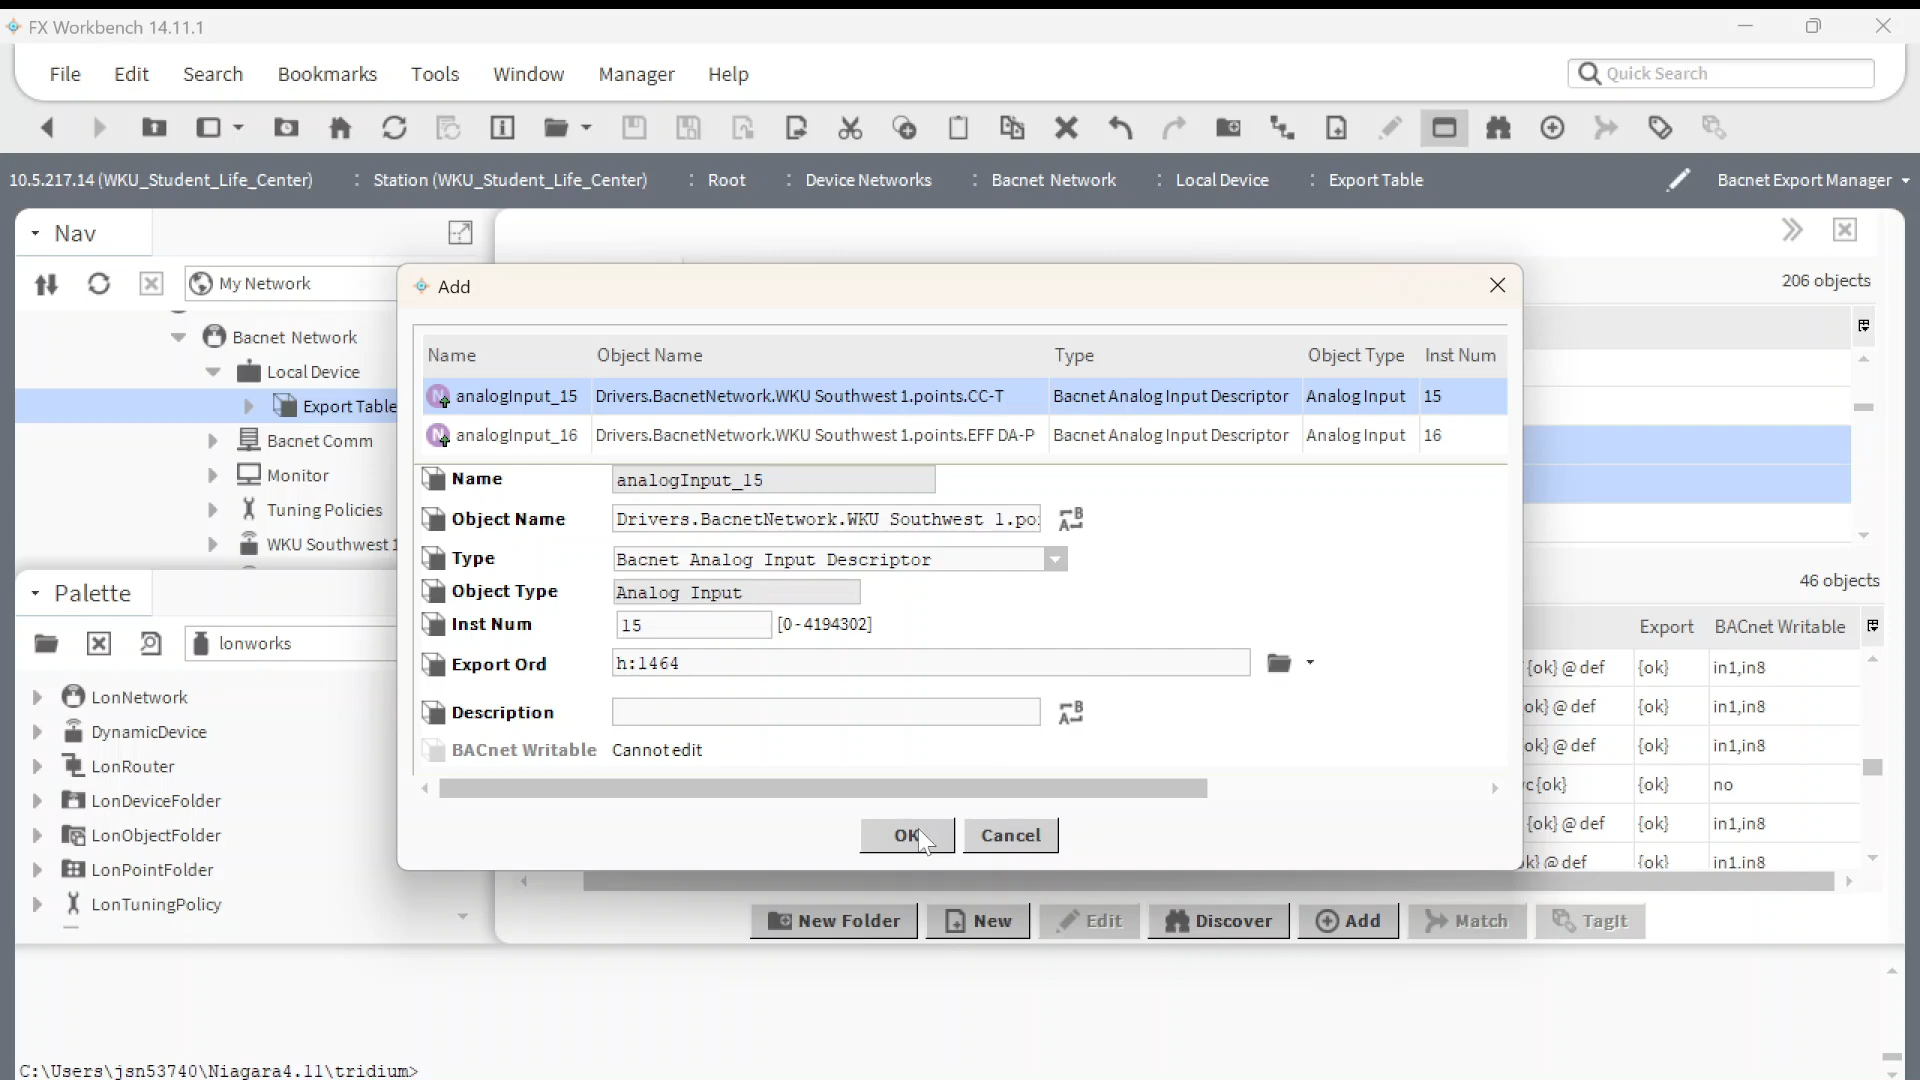 FX Workbench 14.11.1
File Edit Search Bookmarks Tools Window Manager Help
Quick Search
10.5.217.14 (WKU_Student_Life_Center) : Station (WKU_Student_Life_Center) : Root : Device Networks : Bacnet Network : Local Device : Export Table
Bacnet Export Manager
Nav
My Network
Bacnet Network
Local Device
Export Table
Bacnet Comm
Monitor
Tuning Policies
WKU Southwest 1
Palette
lonworks
LonNetwork
DynamicDevice
LonRouter
LonDeviceFolder
LonObjectFolder
LonPointFolder
LonTuningPolicy
Add
Name Object Name Type Object Type Inst Num
analogInput_15 Drivers.BacnetNetwork.WKU Southwest 1.points.CC-T Bacnet Analog Input Descriptor Analog Input 15
analogInput_16 Drivers.BacnetNetwork.WKU Southwest 1.points.EFF DA-P Bacnet Analog Input Descriptor Analog Input 16
Name analogInput_15
Object Name Drivers.BacnetNetwork.WKU Southwest 1.po
Type Bacnet Analog Input Descriptor
Object Type Analog Input
Inst Num 15 [0 - 4194302]
Export Ord h:1464
Description
BACnet Writable Cannot edit
OK Cancel
206 objects
46 objects
Export BACnet Writable
{ok} @ def {ok} in1,in8
ok} @ def {ok} in1,in8
ok} @ def {ok} in1,in8
{ok} {ok} no
{ok} @ def {ok} in1,in8
ok} @ def {ok} in1,in8
New Folder New Edit Discover Add Match TagIt
C:\Users\jsn53740\Niagara4.11\tridium>